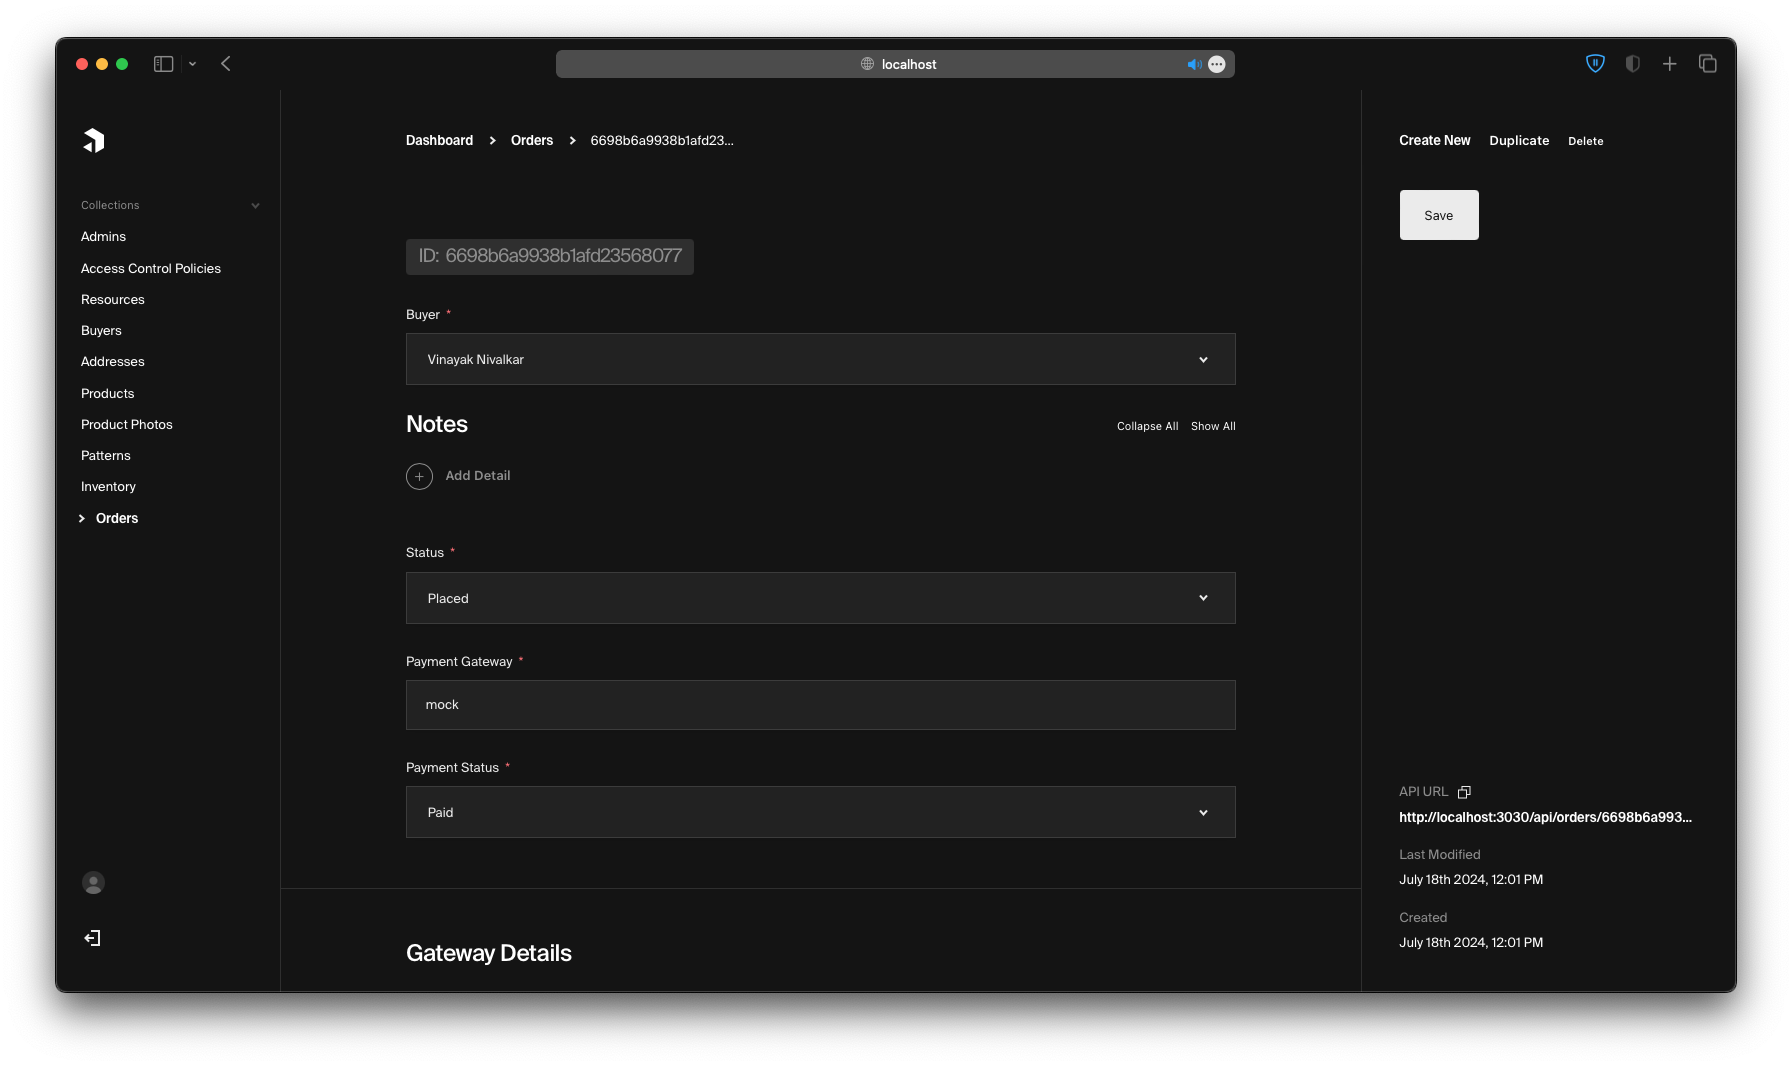 localhost
Collections
Admins
Access Control Policies
Resources
Buyers
Addresses
Products
Product Photos
Patterns
Inventory
Orders
Dashboard > Orders > 6698b6a9938b1afd23...
ID: 6698b6a9938b1afd23568077
Buyer *
Vinayak Nivalkar
Notes
Collapse All Show All
Add Detail
Status *
Placed
Payment Gateway *
mock
Payment Status *
Paid
Gateway Details
Create New Duplicate Delete
Save
API URL
http://localhost:3030/api/orders/6698b6a993...
Last Modified
July 18th 2024, 12:01 PM
Created
July 18th 2024, 12:01 PM